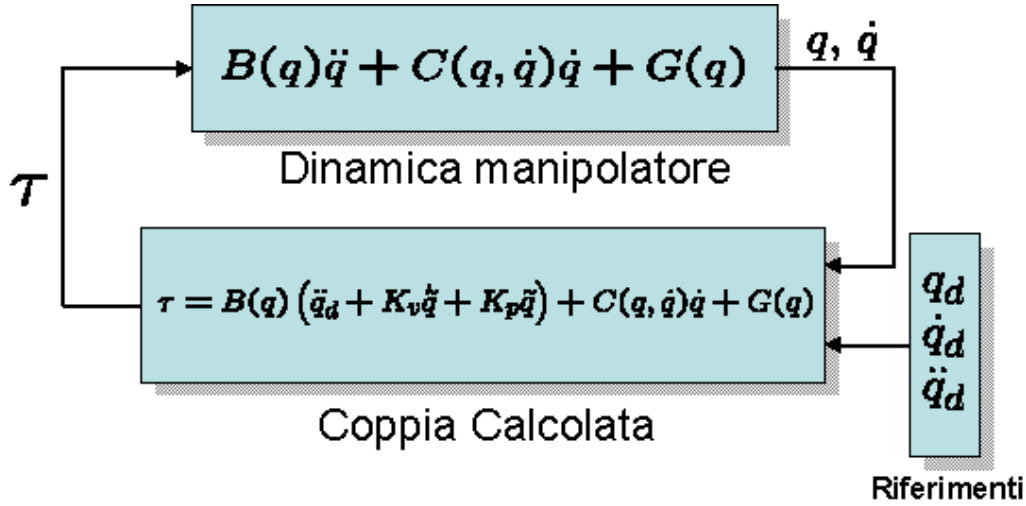 B(q)q̈ + C(q, q̇)q̇ + G(q)
q, q̇
Dinamica manipolatore
τ
τ = B(q) (q̈_d + K_v q̃̇ + K_p q̃) + C(q, q̇)q̇ + G(q)
q_d
q̇_d
q̈_d
Coppia Calcolata
Riferimenti